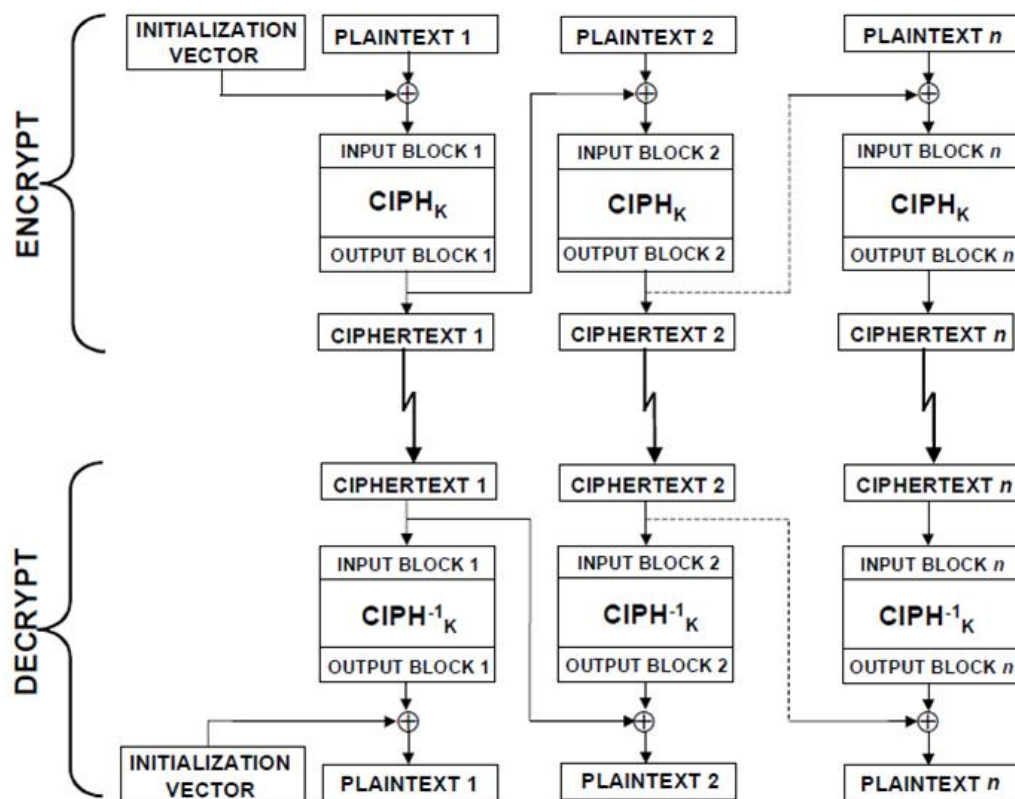 ENCRYPT
INITIALIZATION
VECTOR
PLAINTEXT 1
PLAINTEXT 2
PLAINTEXT n
INPUT BLOCK 1
CIPHK
OUTPUT BLOCK 1
INPUT BLOCK 2
CIPHK
OUTPUT BLOCK 2
INPUT BLOCK n
CIPHK
OUTPUT BLOCK n
CIPHERTEXT 1
CIPHERTEXT 2
CIPHERTEXT n
DECRYPT
CIPHERTEXT 1
CIPHERTEXT 2
CIPHERTEXT n
INPUT BLOCK 1
CIPH-1K
OUTPUT BLOCK 1
INPUT BLOCK 2
CIPH-1K
OUTPUT BLOCK 2
INPUT BLOCK n
CIPH-1K
OUTPUT BLOCK n
INITIALIZATION
VECTOR
PLAINTEXT 1
PLAINTEXT 2
PLAINTEXT n